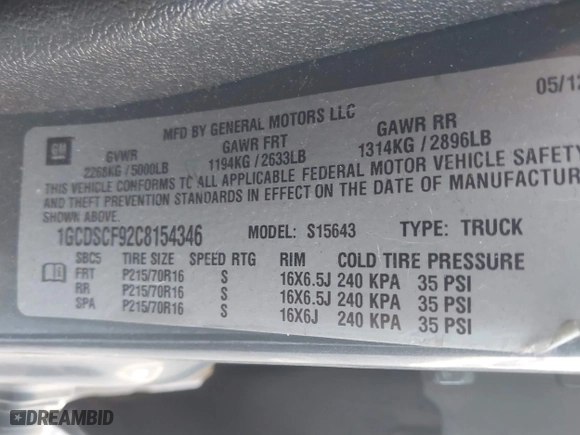 05/12
MFD BY GENERAL MOTORS LLC
GM
GVWR GAWR FRT GAWR RR
2268KG / 5000LB 1194KG / 2633LB 1314KG / 2896LB
THIS VEHICLE CONFORMS TO ALL APPLICABLE FEDERAL MOTOR VEHICLE SAFETY
AND THEFT PREVENTION STANDARDS IN EFFECT ON THE DATE OF MANUFACTURE
SHOWN ABOVE.
1GCDSCF92C8154346 MODEL: S15643 TYPE: TRUCK
SBC5 TIRE SIZE SPEED RTG RIM COLD TIRE PRESSURE
FRT P215/70R16 S 16X6.5J 240 KPA 35 PSI
RR P215/70R16 S 16X6.5J 240 KPA 35 PSI
SPA P215/70R16 S 16X6J 240 KPA 35 PSI
DREAMBID